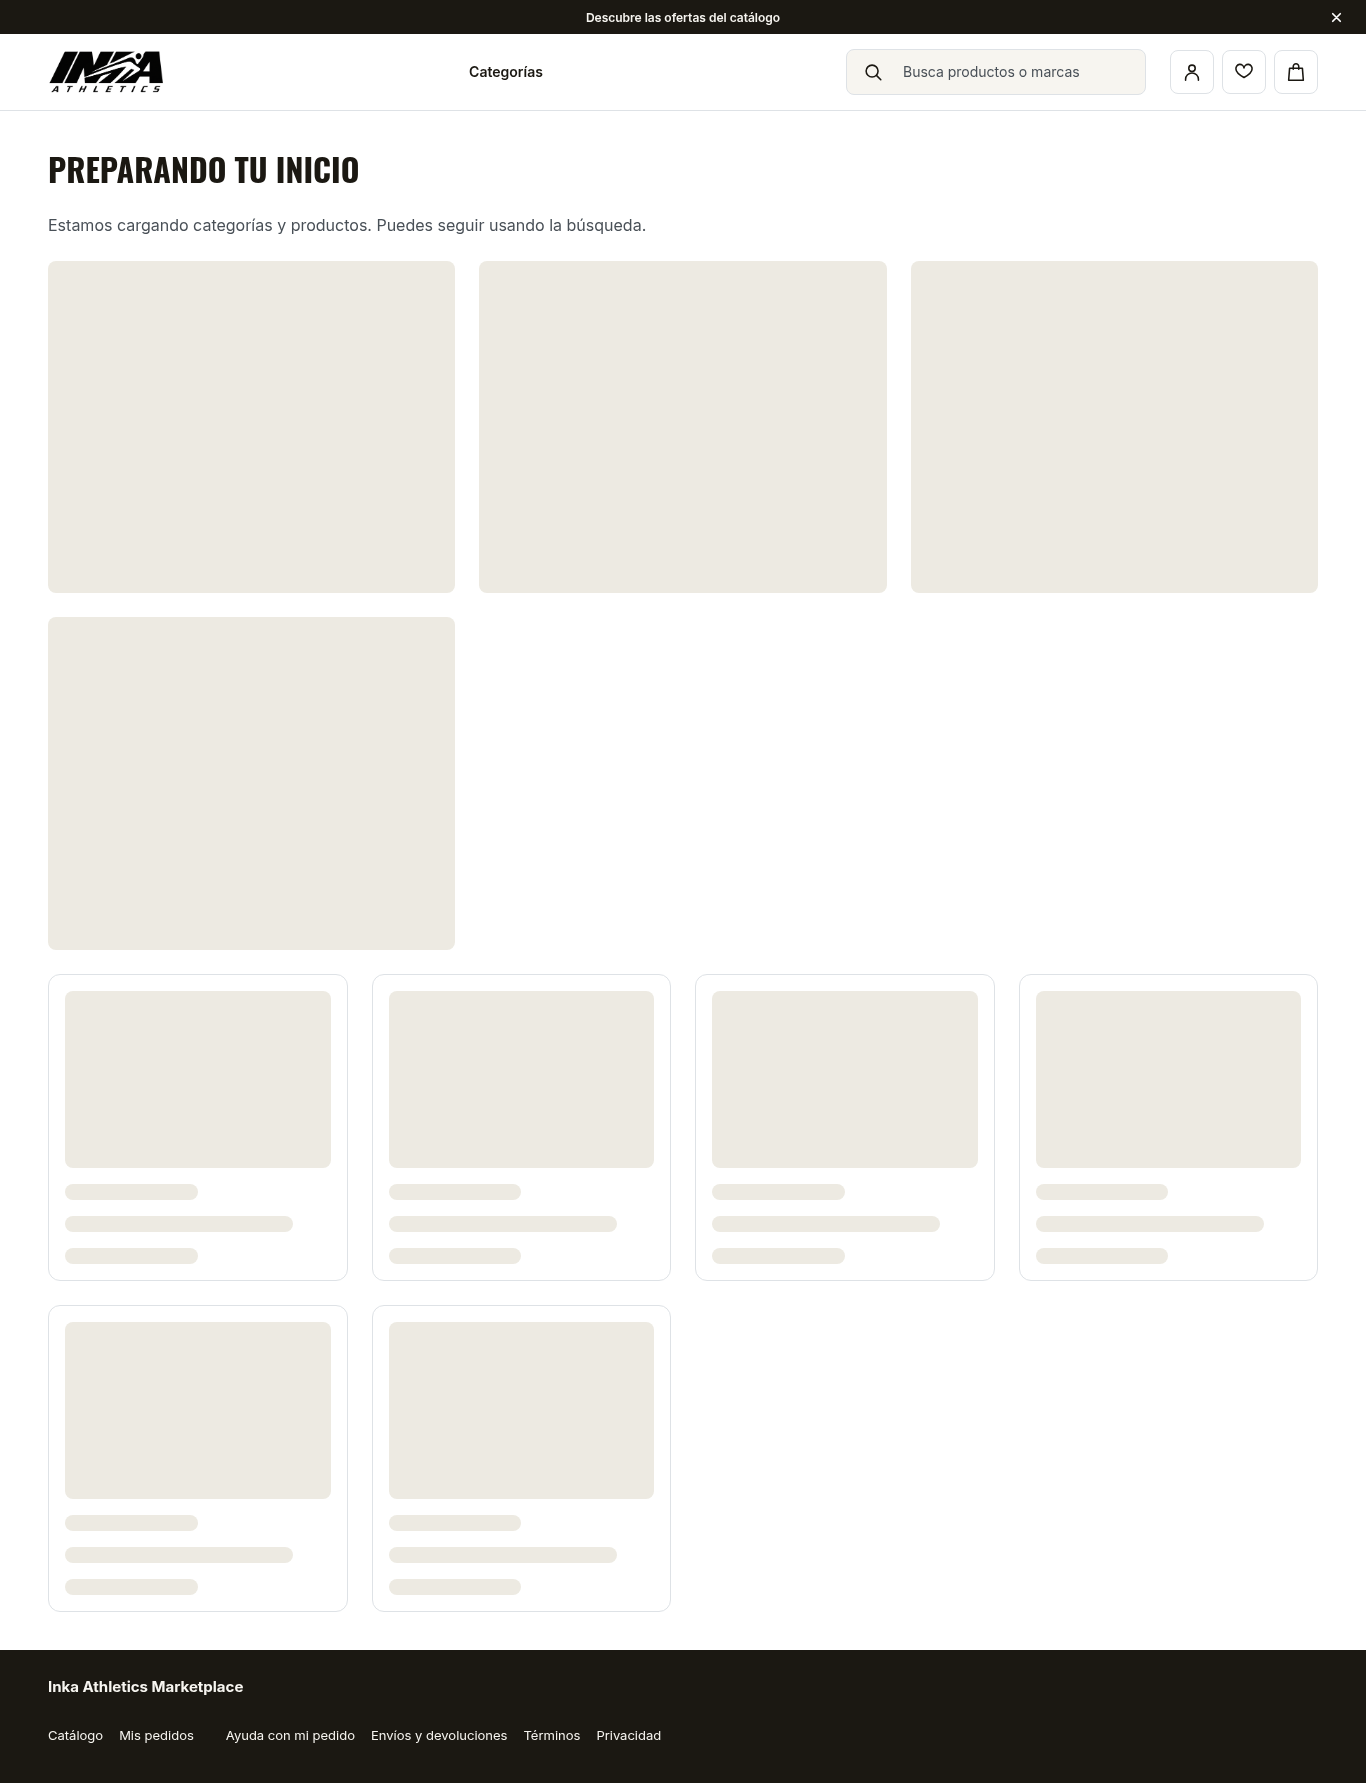 Descubre las ofertas del catálogo
INKA
ATHLETICS
Categorías
Busca productos o marcas
PREPARANDO TU INICIO
Estamos cargando categorías y productos. Puedes seguir usando la búsqueda.
Inka Athletics Marketplace
Catálogo Mis pedidos Ayuda con mi pedido Envíos y devoluciones Términos Privacidad